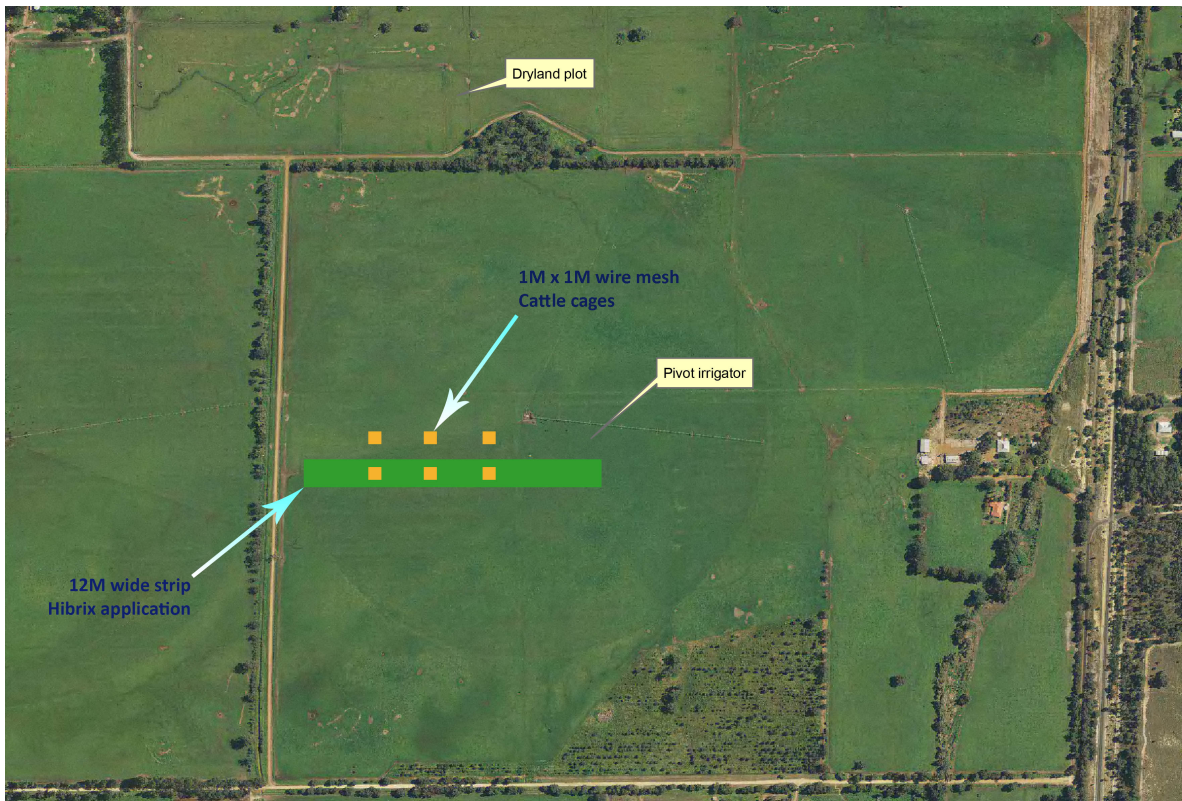 Dryland plot
1M x 1M wire mesh
Cattle cages
Pivot irrigator
12M wide strip
Hibrix application